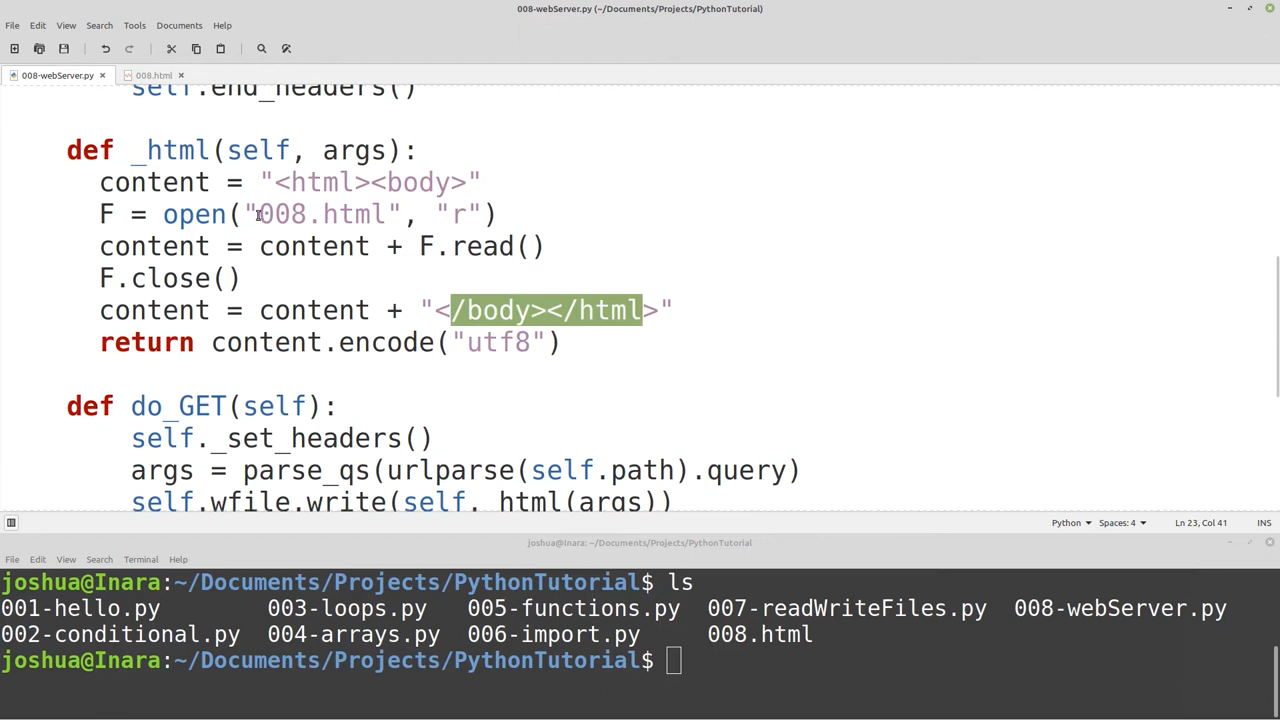 008-webServer.py (~/Documents/Projects/PythonTutorial)
File Edit View Search Tools Documents Help
008-webServer.py 008.html
self.end_headers()
def _html(self, args):
content = "<html><body>"
F = open("008.html", "r")
content = content + F.read()
F.close()
content = content + "</body></html>"
return content.encode("utf8")
def do_GET(self):
self._set_headers()
args = parse_qs(urlparse(self.path).query)
self.wfile.write(self._html(args))
Python Spaces: 4 Ln 23, Col 41 INS
joshua@Inara: ~/Documents/Projects/PythonTutorial
File Edit View Search Terminal Help
joshua@Inara:~/Documents/Projects/PythonTutorial$ ls
001-hello.py 003-loops.py 005-functions.py 007-readWriteFiles.py 008-webServer.py
002-conditional.py 004-arrays.py 006-import.py 008.html
joshua@Inara:~/Documents/Projects/PythonTutorial$